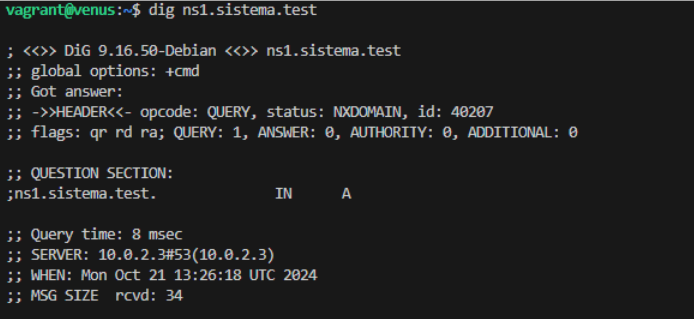 vagrant@venus:~$ dig ns1.sistema.test
; <<>> DiG 9.16.50-Debian <<>> ns1.sistema.test
;; global options: +cmd
;; Got answer:
;; ->>HEADER<<- opcode: QUERY, status: NXDOMAIN, id: 40207
;; flags: qr rd ra; QUERY: 1, ANSWER: 0, AUTHORITY: 0, ADDITIONAL: 0
;; QUESTION SECTION:
;ns1.sistema.test. IN A
;; Query time: 8 msec
;; SERVER: 10.0.2.3#53(10.0.2.3)
;; WHEN: Mon Oct 21 13:26:18 UTC 2024
;; MSG SIZE rcvd: 34